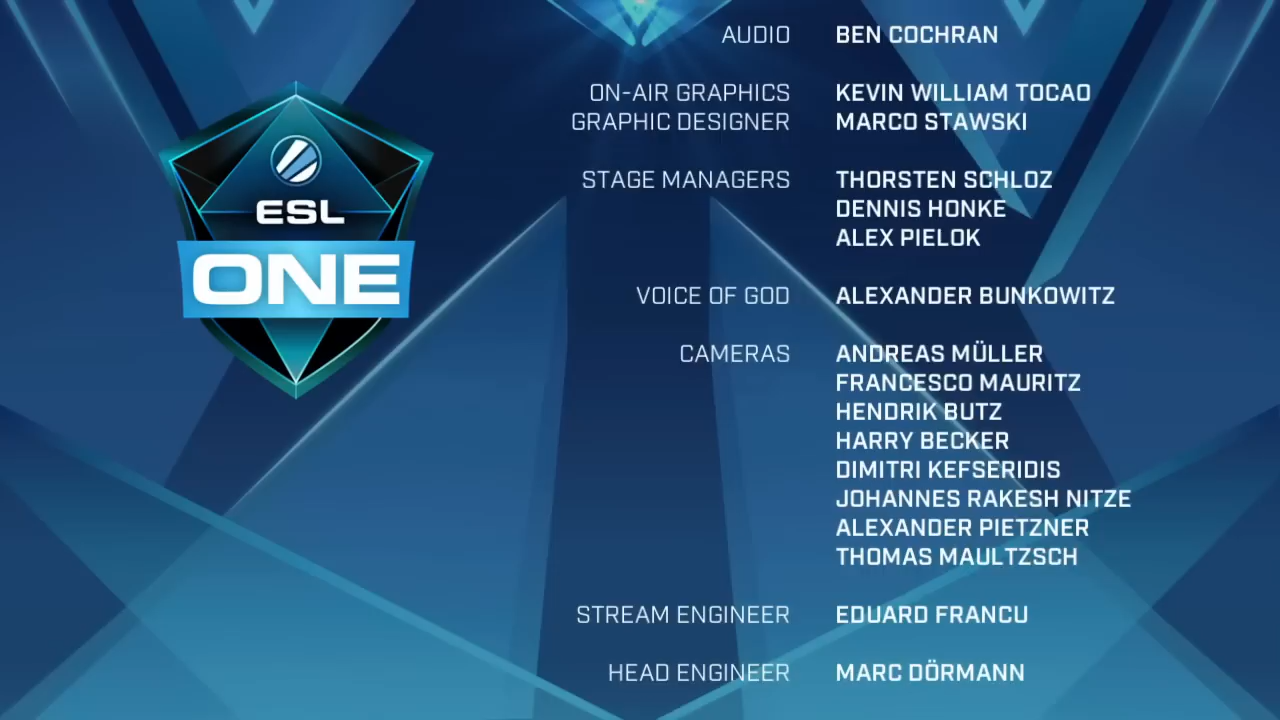 ESL
ONE
AUDIO BEN COCHRAN
ON-AIR GRAPHICS KEVIN WILLIAM TOCAO
GRAPHIC DESIGNER MARCO STAWSKI
STAGE MANAGERS THORSTEN SCHLOZ
DENNIS HONKE
ALEX PIELOK
VOICE OF GOD ALEXANDER BUNKOWITZ
CAMERAS ANDREAS MÜLLER
FRANCESCO MAURITZ
HENDRIK BUTZ
HARRY BECKER
DIMITRI KEFSERIDIS
JOHANNES RAKESH NITZE
ALEXANDER PIETZNER
THOMAS MAULTZSCH
STREAM ENGINEER EDUARD FRANCU
HEAD ENGINEER MARC DÖRMANN